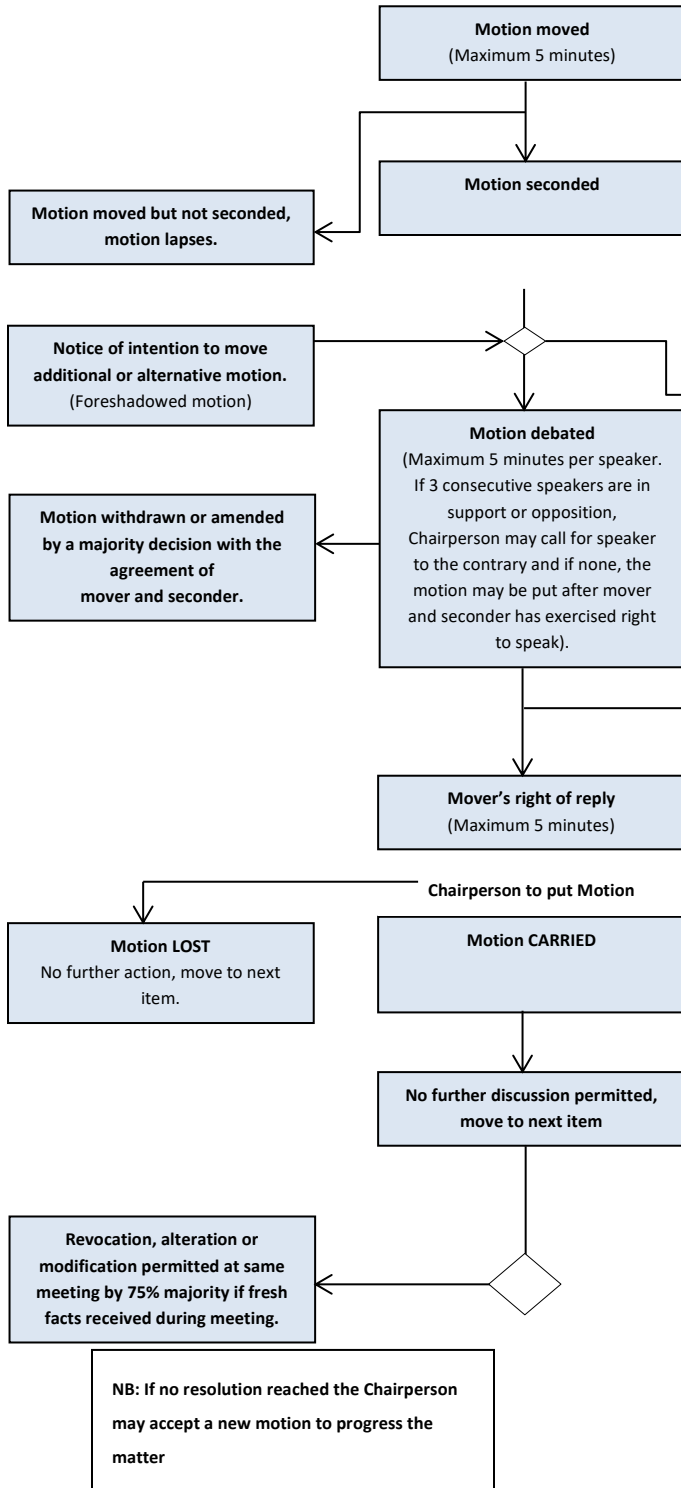 Motion moved
(Maximum 5 minutes)
Motion seconded
Motion moved but not seconded,
motion lapses.
Notice of intention to move
additional or alternative motion.
(Foreshadowed motion)
Motion debated
(Maximum 5 minutes per speaker.
If 3 consecutive speakers are in
support or opposition,
Chairperson may call for speaker
to the contrary and if none, the
motion may be put after mover
and seconder has exercised right
to speak).
Motion withdrawn or amended
by a majority decision with the
agreement of
mover and seconder.
Mover’s right of reply
(Maximum 5 minutes)
Chairperson to put Motion
Motion LOST
No further action, move to next
item.
Motion CARRIED
No further discussion permitted,
move to next item
Revocation, alteration or
modification permitted at same
meeting by 75% majority if fresh
facts received during meeting.
NB: If no resolution reached the Chairperson
may accept a new motion to progress the
matter